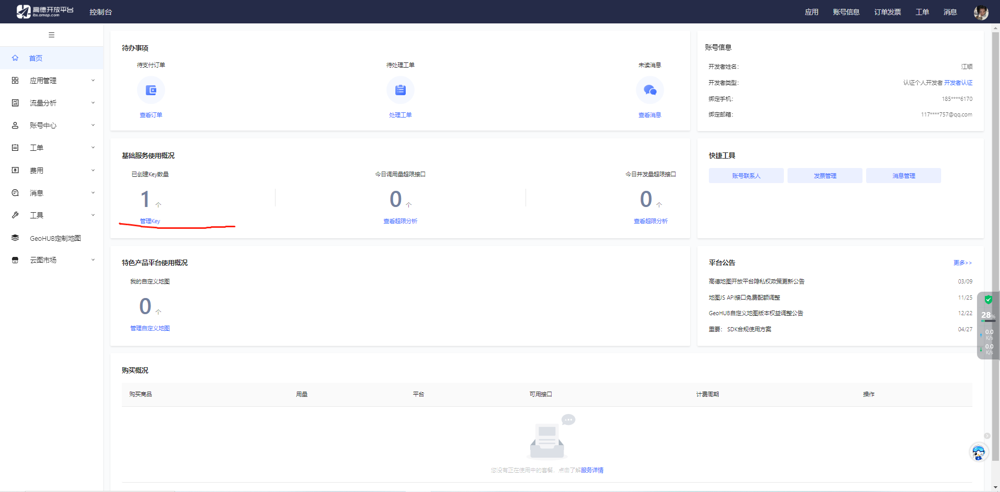 高德开放平台
lbs.amap.com
控制台
应用
账号信息
订单发票
工单
消息
首页
应用管理
流量分析
账号中心
工单
费用
消息
工具
GeoHUB定制地图
云图市场
待办事项
待支付订单
待处理工单
未读消息
查看订单
处理工单
查看消息
账号信息
开发者姓名：
江顺
开发者类型：
认证个人开发者 开发者认证
绑定手机：
185****6170
绑定邮箱：
117****757@qq.com
基础服务使用概况
已创建Key数量
今日调用量超限接口
今日并发量超限接口
1 个
0 个
0 个
管理Key
查看超限分析
查看超限分析
快捷工具
账号联系人
发票管理
消息管理
特色产品平台使用概况
我的自定义地图
0 个
管理自定义地图
平台公告
更多>>
高德地图开放平台隐私权政策更新公告
03/09
地图JS API接口免费配额调整
11/25
GeoHUB自定义地图版本权益调整公告
12/22
重要： SDK合规使用方案
04/27
28%
0.0
K/s
0.0
K/s
购买概况
购买商品
用量
平台
可用接口
计费周期
操作
您没有正在使用中的套餐，点击了解服务详情